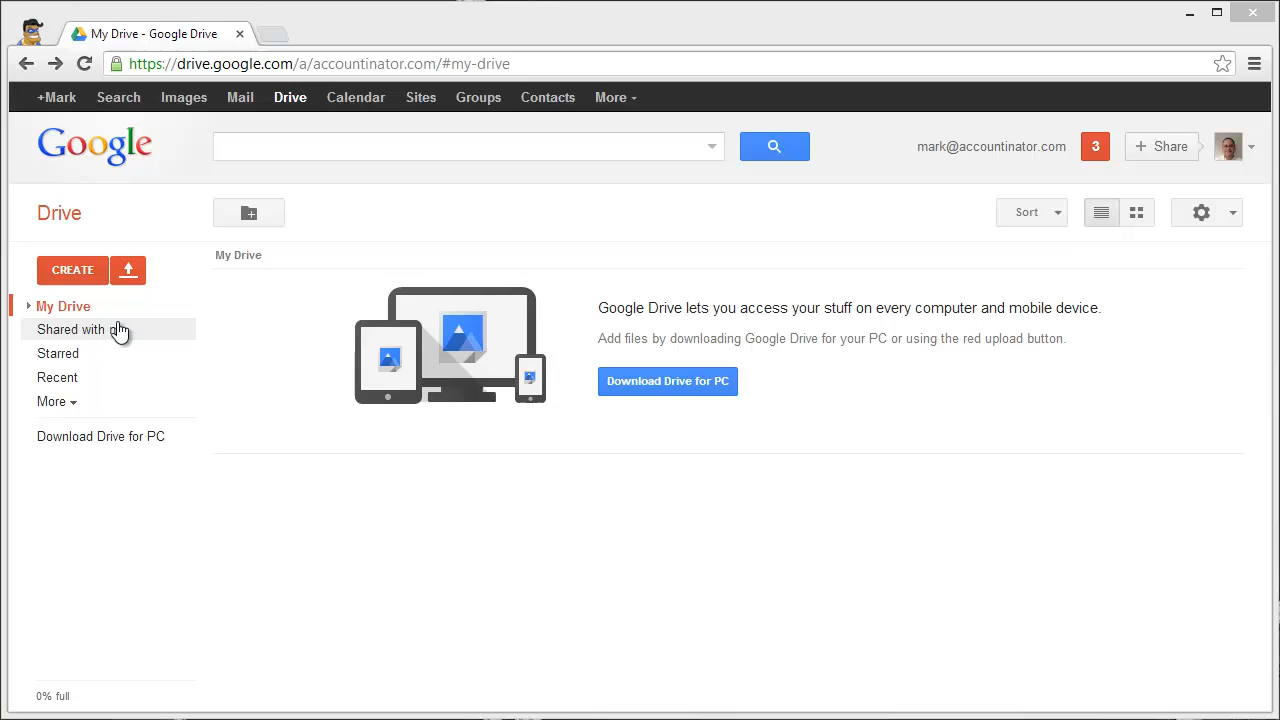 My Drive - Google Drive
https://drive.google.com/a/accountinator.com/#my-drive
+Mark Search Images Mail Drive Calendar Sites Groups Contacts More
Google
mark@accountinator.com 3 + Share
Drive
Sort
CREATE
My Drive
My Drive
Shared with
Starred
Recent
More
Download Drive for PC
Google Drive lets you access your stuff on every computer and mobile device.
Add files by downloading Google Drive for your PC or using the red upload button.
Download Drive for PC
0% full